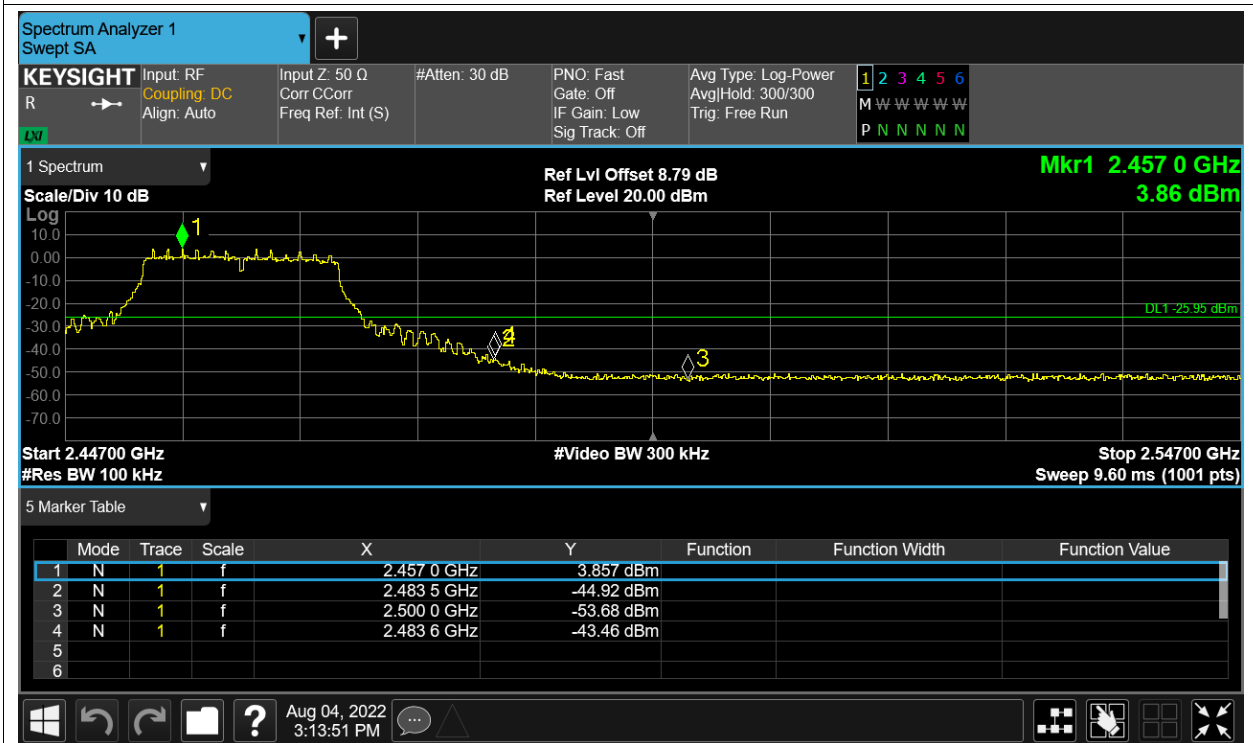 Spectrum Analyzer 1
Swept SA
KEYSIGHT Input: RF Input Z: 50 Ω #Atten: 30 dB PNO: Fast Avg Type: Log-Power 1 2 3 4 5 6
R Coupling: DC Corr CCorr Gate: Off Avg|Hold: 300/300 M W W W W W
Align: Auto Freq Ref: Int (S) IF Gain: Low Trig: Free Run
LXI Sig Track: Off P N N N N N
1 Spectrum Ref Lvl Offset 8.79 dB Mkr1 2.457 0 GHz
Scale/Div 10 dB Ref Level 20.00 dBm 3.86 dBm
Log
1
10.0
0.00
-10.0
-20.0
DL1 -25.95 dBm
-30.0
2 4
-40.0
3
-50.0
-60.0
-70.0
Start 2.44700 GHz #Video BW 300 kHz Stop 2.54700 GHz
#Res BW 100 kHz Sweep 9.60 ms (1001 pts)
5 Marker Table
Mode Trace Scale X Y Function Function Width Function Value
1 N 1 f 2.457 0 GHz 3.857 dBm
2 N 1 f 2.483 5 GHz -44.92 dBm
3 N 1 f 2.500 0 GHz -53.68 dBm
4 N 1 f 2.483 6 GHz -43.46 dBm
5
6
? Aug 04, 2022
3:13:51 PM